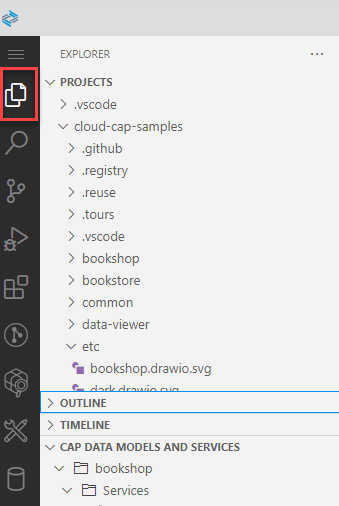 EXPLORER ...
PROJECTS
.vscode
cloud-cap-samples
.github
.registry
.reuse
.tours
.vscode
bookshop
bookstore
common
data-viewer
etc
bookshop.drawio.svg
dark.drawio.svg
OUTLINE
TIMELINE
CAP DATA MODELS AND SERVICES
bookshop
Services